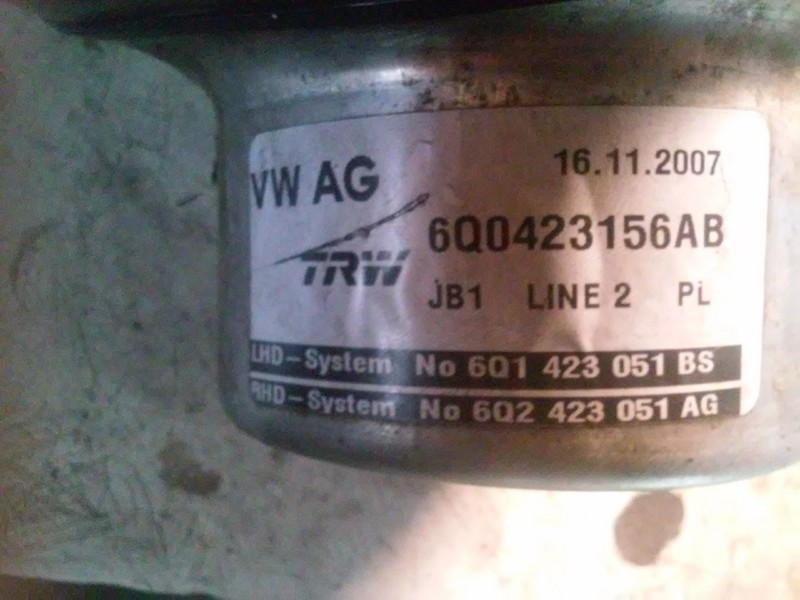 VW AG
16.11.2007
6Q0423156AB
TRW
JB1 LINE 2 PL
LHD-System No 6Q1 423 051 BS
RHD-System No 6Q2 423 051 AG